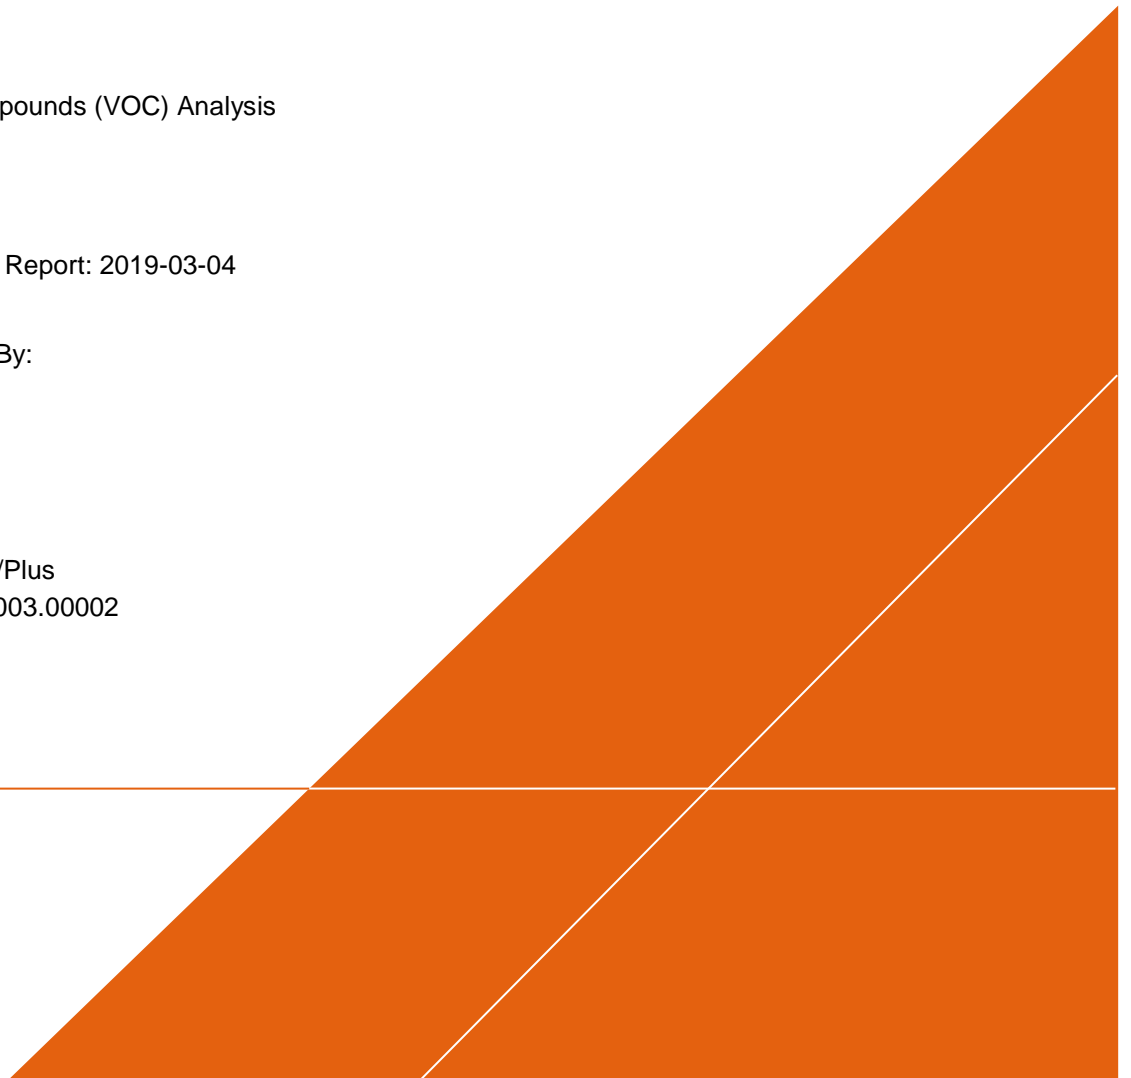 pounds (VOC) Analysis
Report: 2019-03-04
By:
/Plus
003.00002